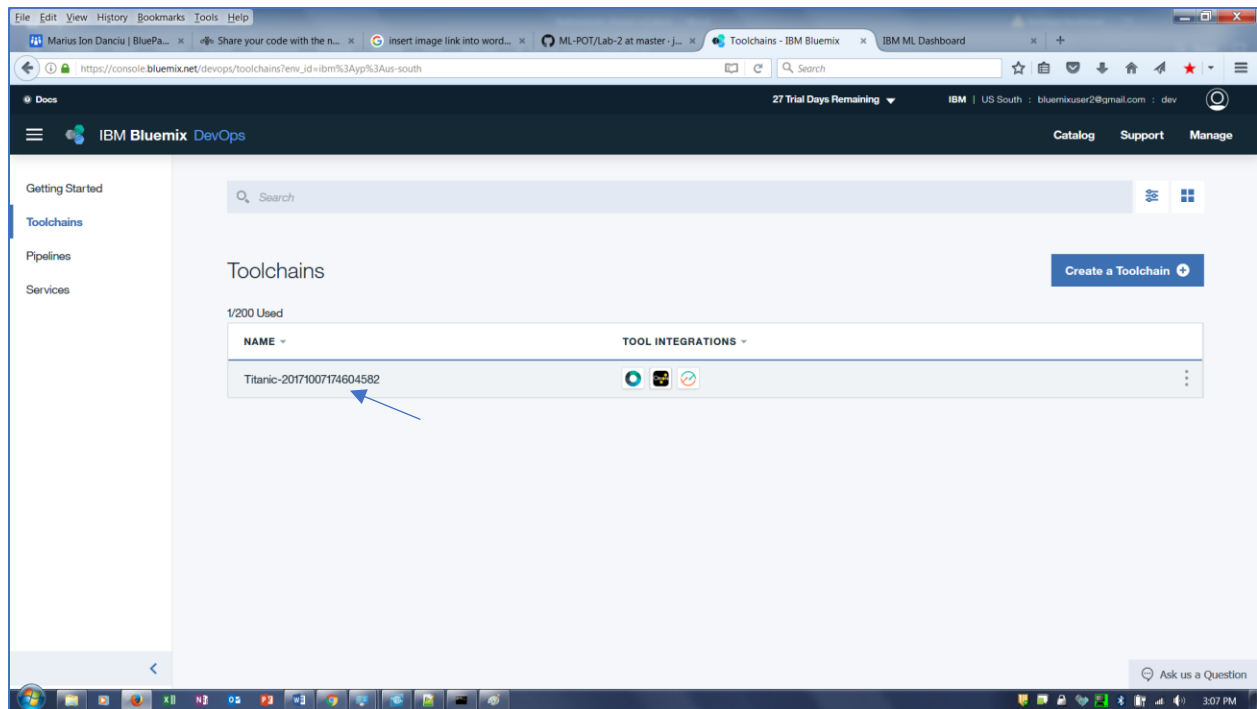 File Edit View History Bookmarks Tools Help
Marius Ion Danciu | BluePa... Share your code with the n... insert image link into word... ML-POT/Lab-2 at master · j... Toolchains - IBM Bluemix IBM ML Dashboard
https://console.bluemix.net/devops/toolchains?env_id=ibm%3Ayp%3Aus-south Search
Docs 27 Trial Days Remaining IBM | US South : bluemixuser2@gmail.com : dev
IBM Bluemix DevOps Catalog Support Manage
Getting Started
Toolchains
Pipelines
Services
Search
Toolchains
Create a Toolchain
1/200 Used
NAME TOOL INTEGRATIONS
Titanic-20171007174604582
Ask us a Question
3:07 PM